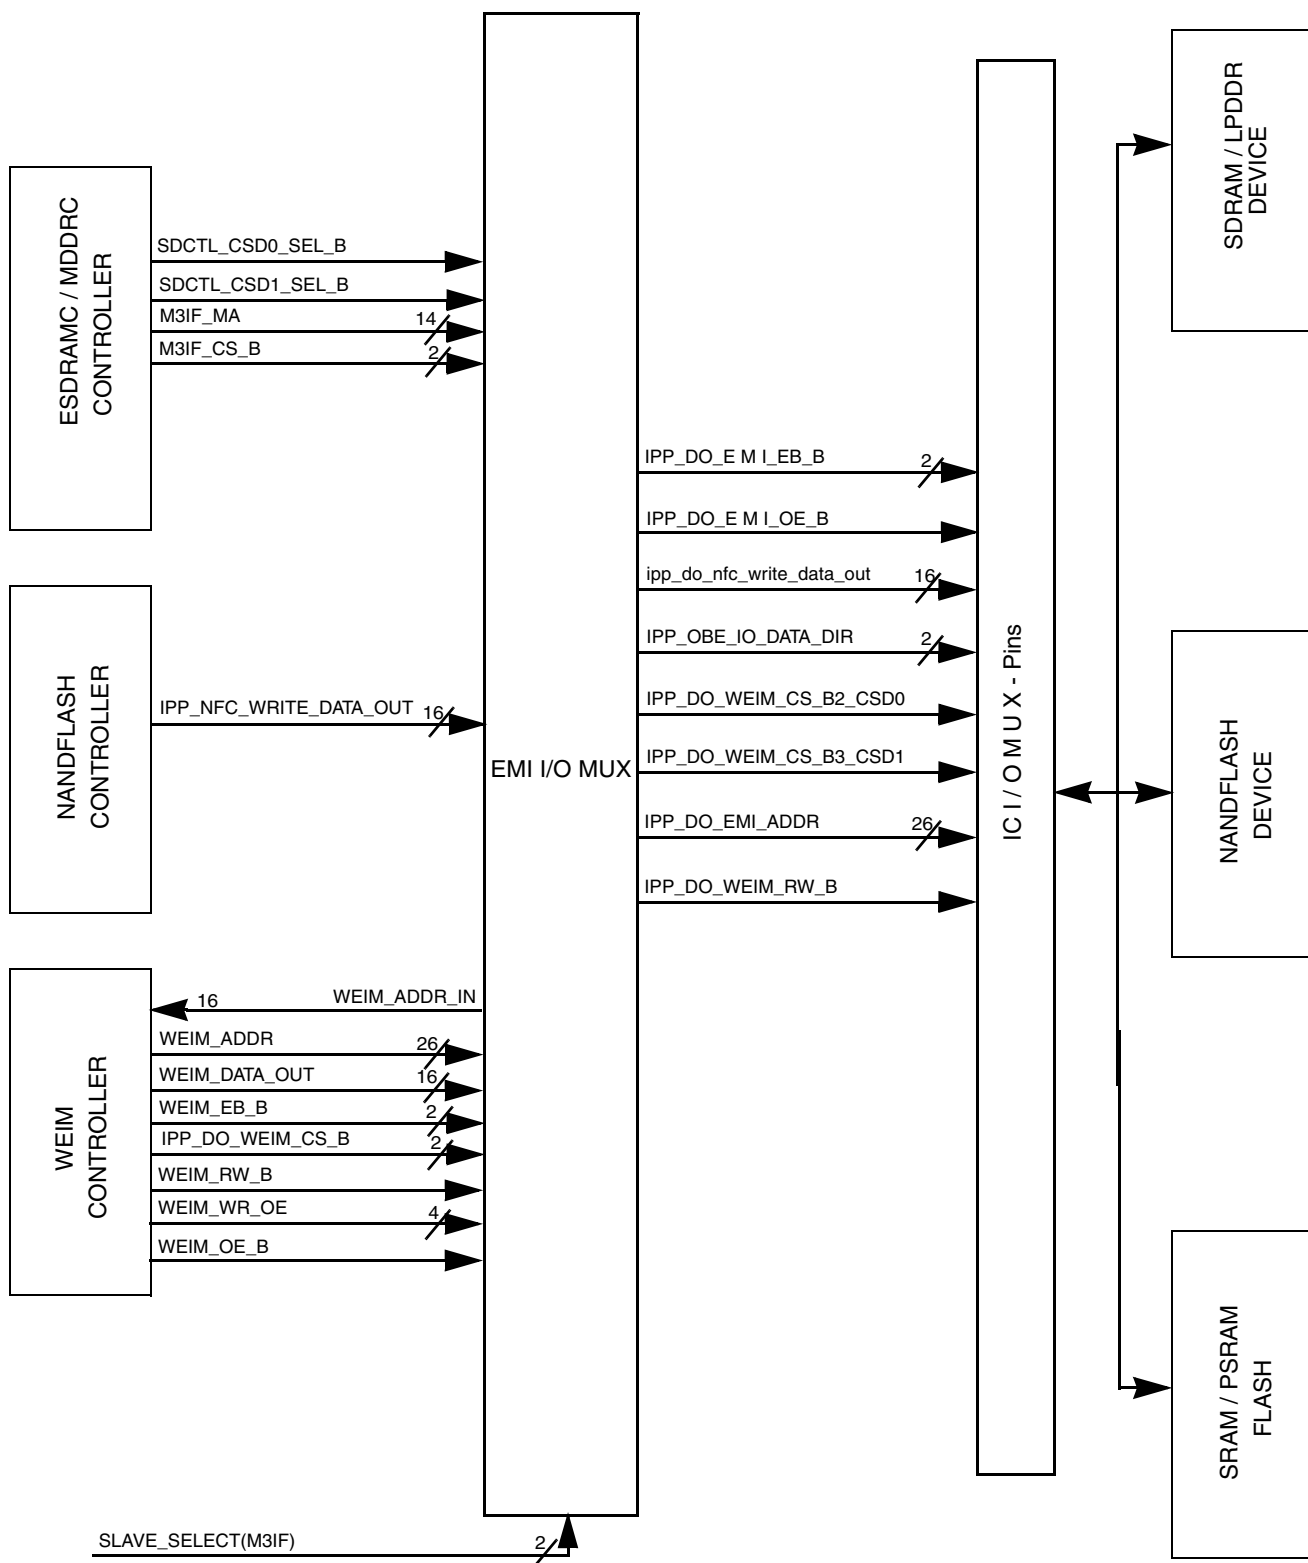 ESDRAMC / MDDRC
CONTROLLER
SDCTL_CSD0_SEL_B
SDCTL_CSD1_SEL_B
M3IF_MA
14
M3IF_CS_B
2
NANDFLASH
CONTROLLER
IPP_NFC_WRITE_DATA_OUT
16
WEIM
CONTROLLER
16
WEIM_ADDR_IN
WEIM_ADDR
26
WEIM_DATA_OUT
16
WEIM_EB_B
2
IPP_DO_WEIM_CS_B
2
WEIM_RW_B
WEIM_WR_OE
4
WEIM_OE_B
SLAVE_SELECT(M3IF)
2
EMI I/O MUX
IPP_DO_E M I_EB_B
2
IPP_DO_E M I_OE_B
ipp_do_nfc_write_data_out
16
IPP_OBE_IO_DATA_DIR
2
IPP_DO_WEIM_CS_B2_CSD0
IPP_DO_WEIM_CS_B3_CSD1
IPP_DO_EMI_ADDR
26
IPP_DO_WEIM_RW_B
IC I / O M U X - Pins
SDRAM / LPDDR
DEVICE
NANDFLASH
DEVICE
SRAM / PSRAM
FLASH